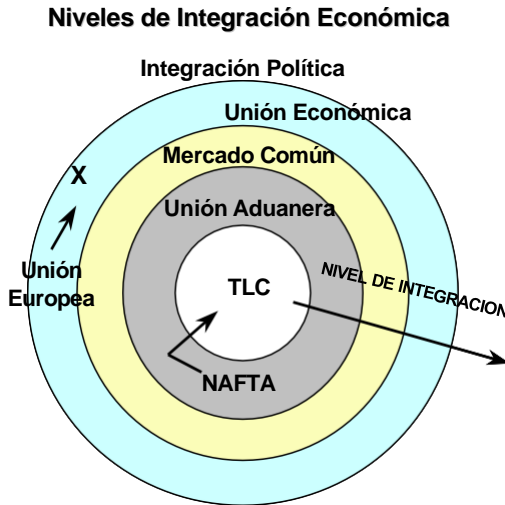 Niveles de Integración Económica
Integración Política
Unión Económica
Mercado Común
X
Unión Aduanera
Unión
Europea
TLC
NIVEL DE INTEGRACION
NAFTA